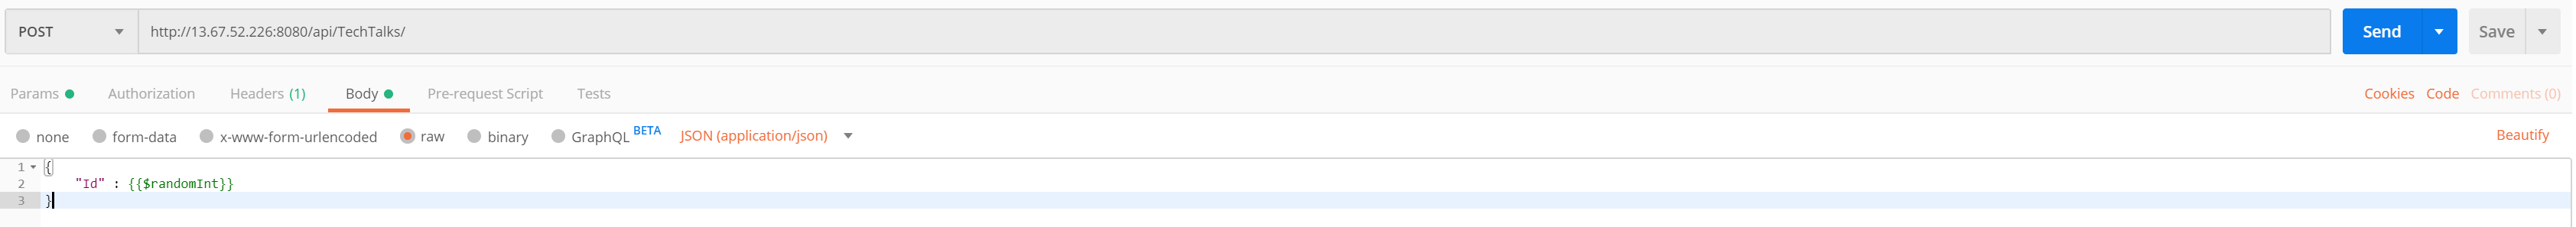 POST http://13.67.52.226:8080/api/TechTalks/ Send Save
Params Authorization Headers (1) Body Pre-request Script Tests Cookies Code Comments (0)
none form-data x-www-form-urlencoded raw binary GraphQL BETA JSON (application/json) Beautify
1 {
2 "Id" : {{$randomInt}}
3 }